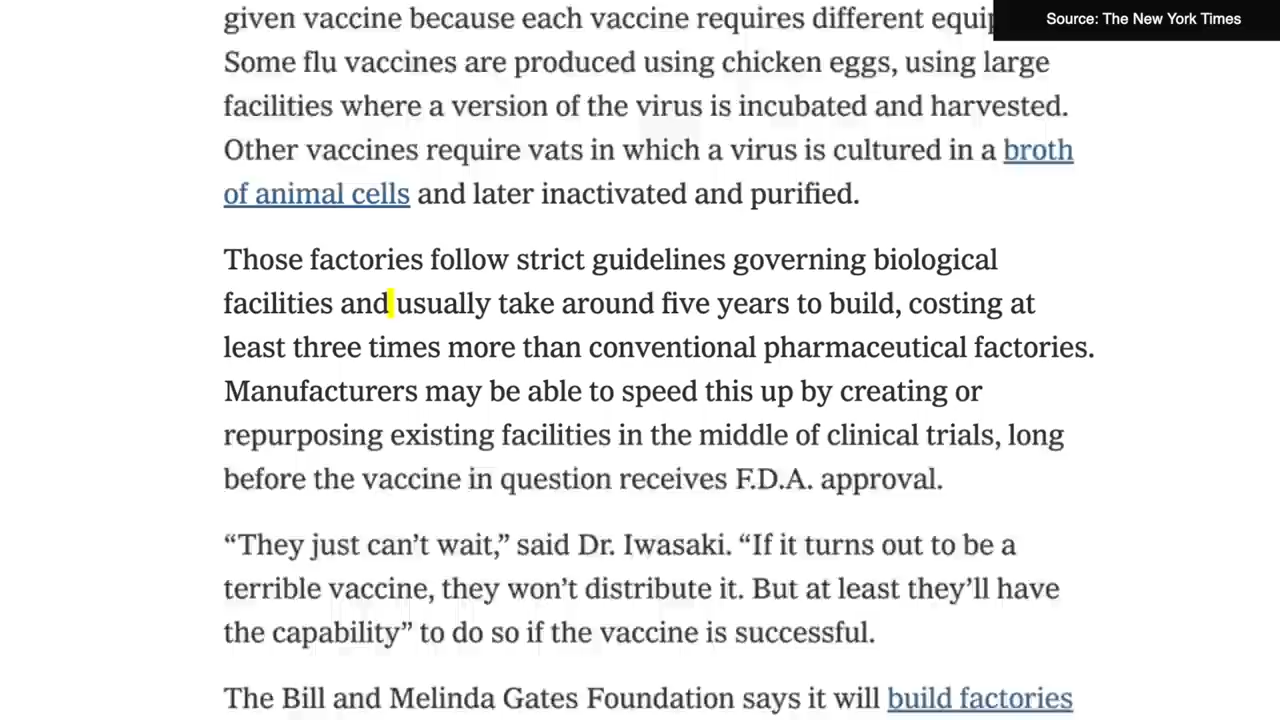 given vaccine because each vaccine requires different
Source: The New York Times
Some flu vaccines are produced using chicken eggs, using large
facilities where a version of the virus is incubated and harvested.
Other vaccines require vats in which a virus is cultured in a broth
of animal cells and later inactivated and purified.
Those factories follow strict guidelines governing biological
facilities and usually take around five years to build, costing at
least three times more than conventional pharmaceutical factories.
Manufacturers may be able to speed this up by creating or
repurposing existing facilities in the middle of clinical trials, long
before the vaccine in question receives F.D.A. approval.
“They just can’t wait,” said Dr. Iwasaki. “If it turns out to be a
terrible vaccine, they won’t distribute it. But at least they’ll have
the capability” to do so if the vaccine is successful.
The Bill and Melinda Gates Foundation says it will build factories